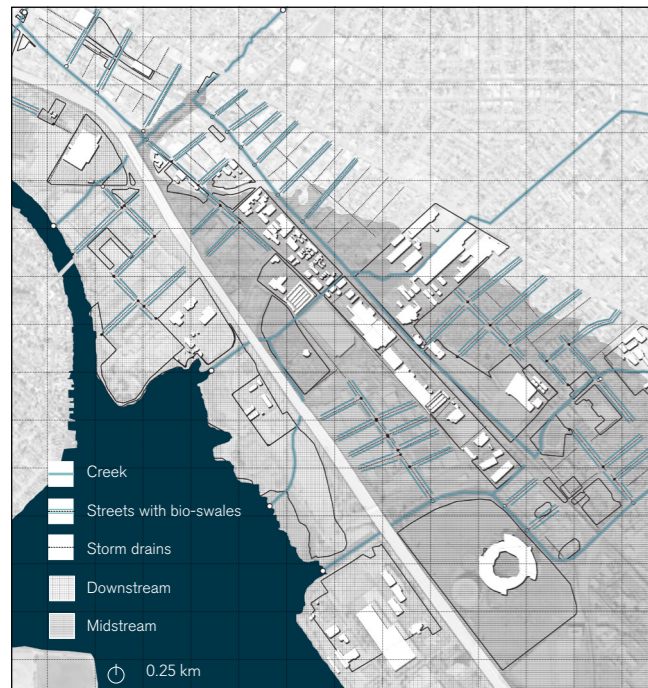 Creek
Streets with bio-swales
Storm drains
Downstream
Midstream
0.25 km